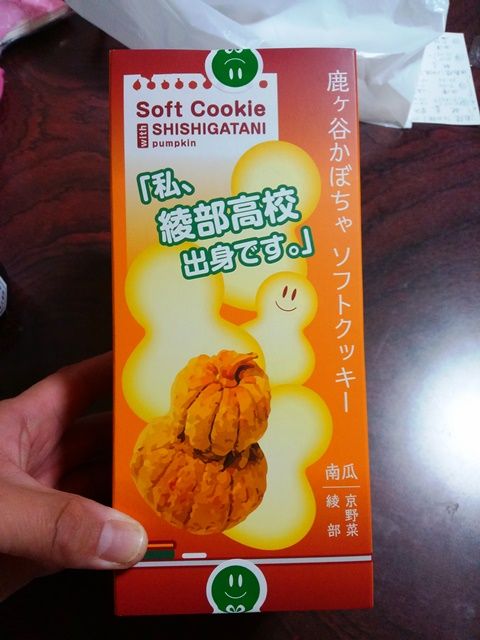 Soft Cookie
with SHISHIGATANI
pumpkin
鹿ヶ谷かぼちゃ ソフトクッキー
「私、
綾部高校
出身です。」
南瓜
京野菜
綾部